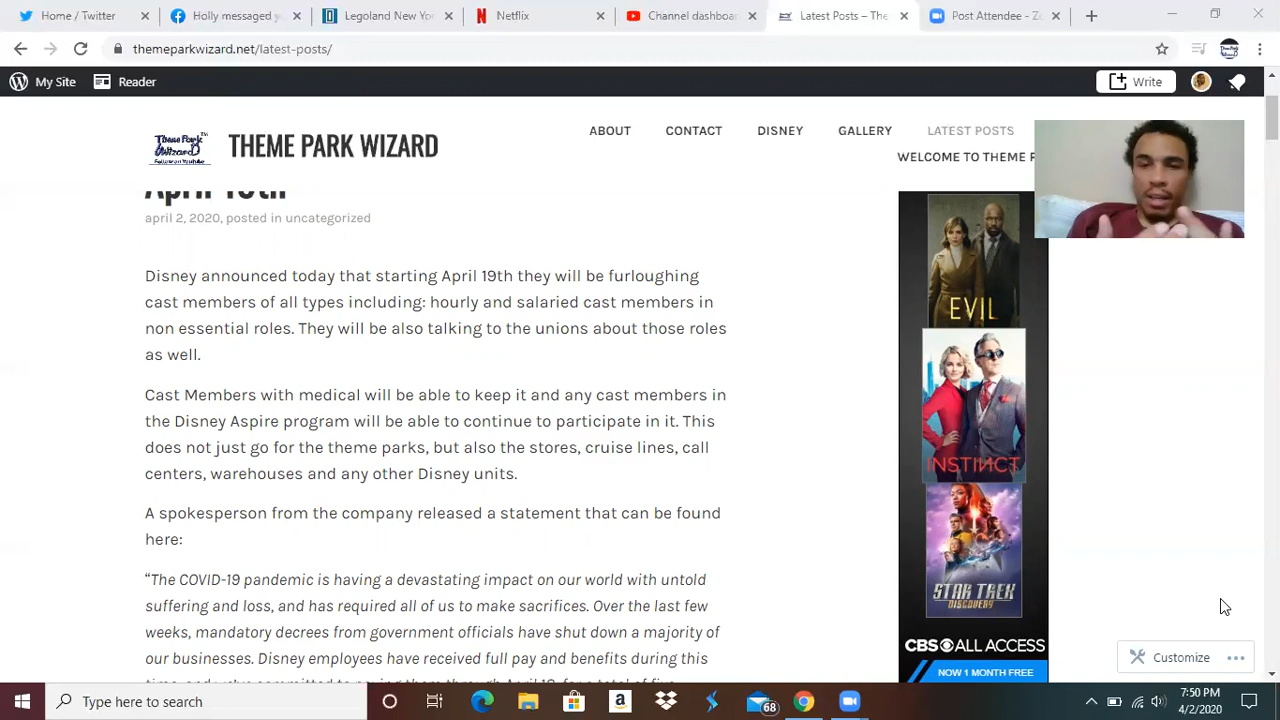 Home / Twitter
Holly messaged y
Legoland New Yo
Netflix
Channel dashboa
Latest Posts – The
Post Attendee - Zo
themeparkwizard.net/latest-posts/
My Site
Reader
Write
Theme Park
Wizard
THEME PARK WIZARD
ABOUT
CONTACT
DISNEY
GALLERY
LATEST POSTS
WELCOME TO THEME P
april 2, 2020, posted in uncategorized
Disney announced today that starting April 19th they will be furloughing
cast members of all types including: hourly and salaried cast members in
non essential roles. They will be also talking to the unions about those roles
as well.
Cast Members with medical will be able to keep it and any cast members in
the Disney Aspire program will be able to continue to participate in it. This
does not just go for the theme parks, but also the stores, cruise lines, call
centers, warehouses and any other Disney units.
A spokesperson from the company released a statement that can be found
here:
“The COVID-19 pandemic is having a devastating impact on our world with untold
suffering and loss, and has required all of us to make sacrifices. Over the last few
weeks, mandatory decrees from government officials have shut down a majority of
our businesses. Disney employees have received full pay and benefits during this
EVIL
INSTINCT
STAR TREK
DISCOVERY
CBS ALL ACCESS
NOW 1 MONTH FREE
Customize
Type here to search
68
7:50 PM
4/2/2020